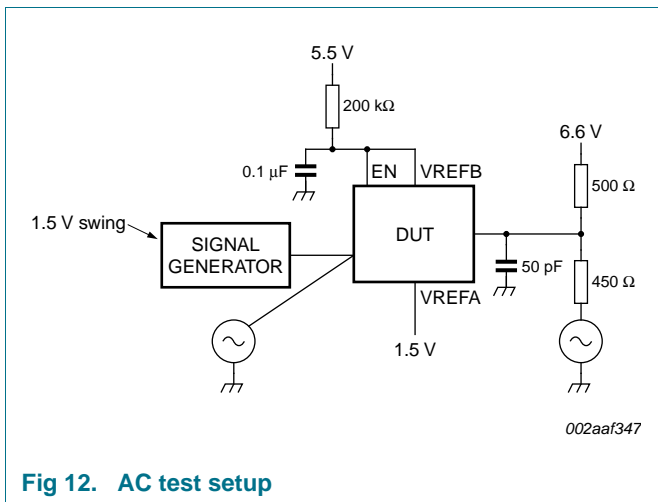 5.5 V
200 kΩ
6.6 V
0.1 μF
EN
VREFB
500 Ω
1.5 V swing
SIGNAL
GENERATOR
DUT
50 pF
450 Ω
VREFA
1.5 V
002aaf347
Fig 12. AC test setup